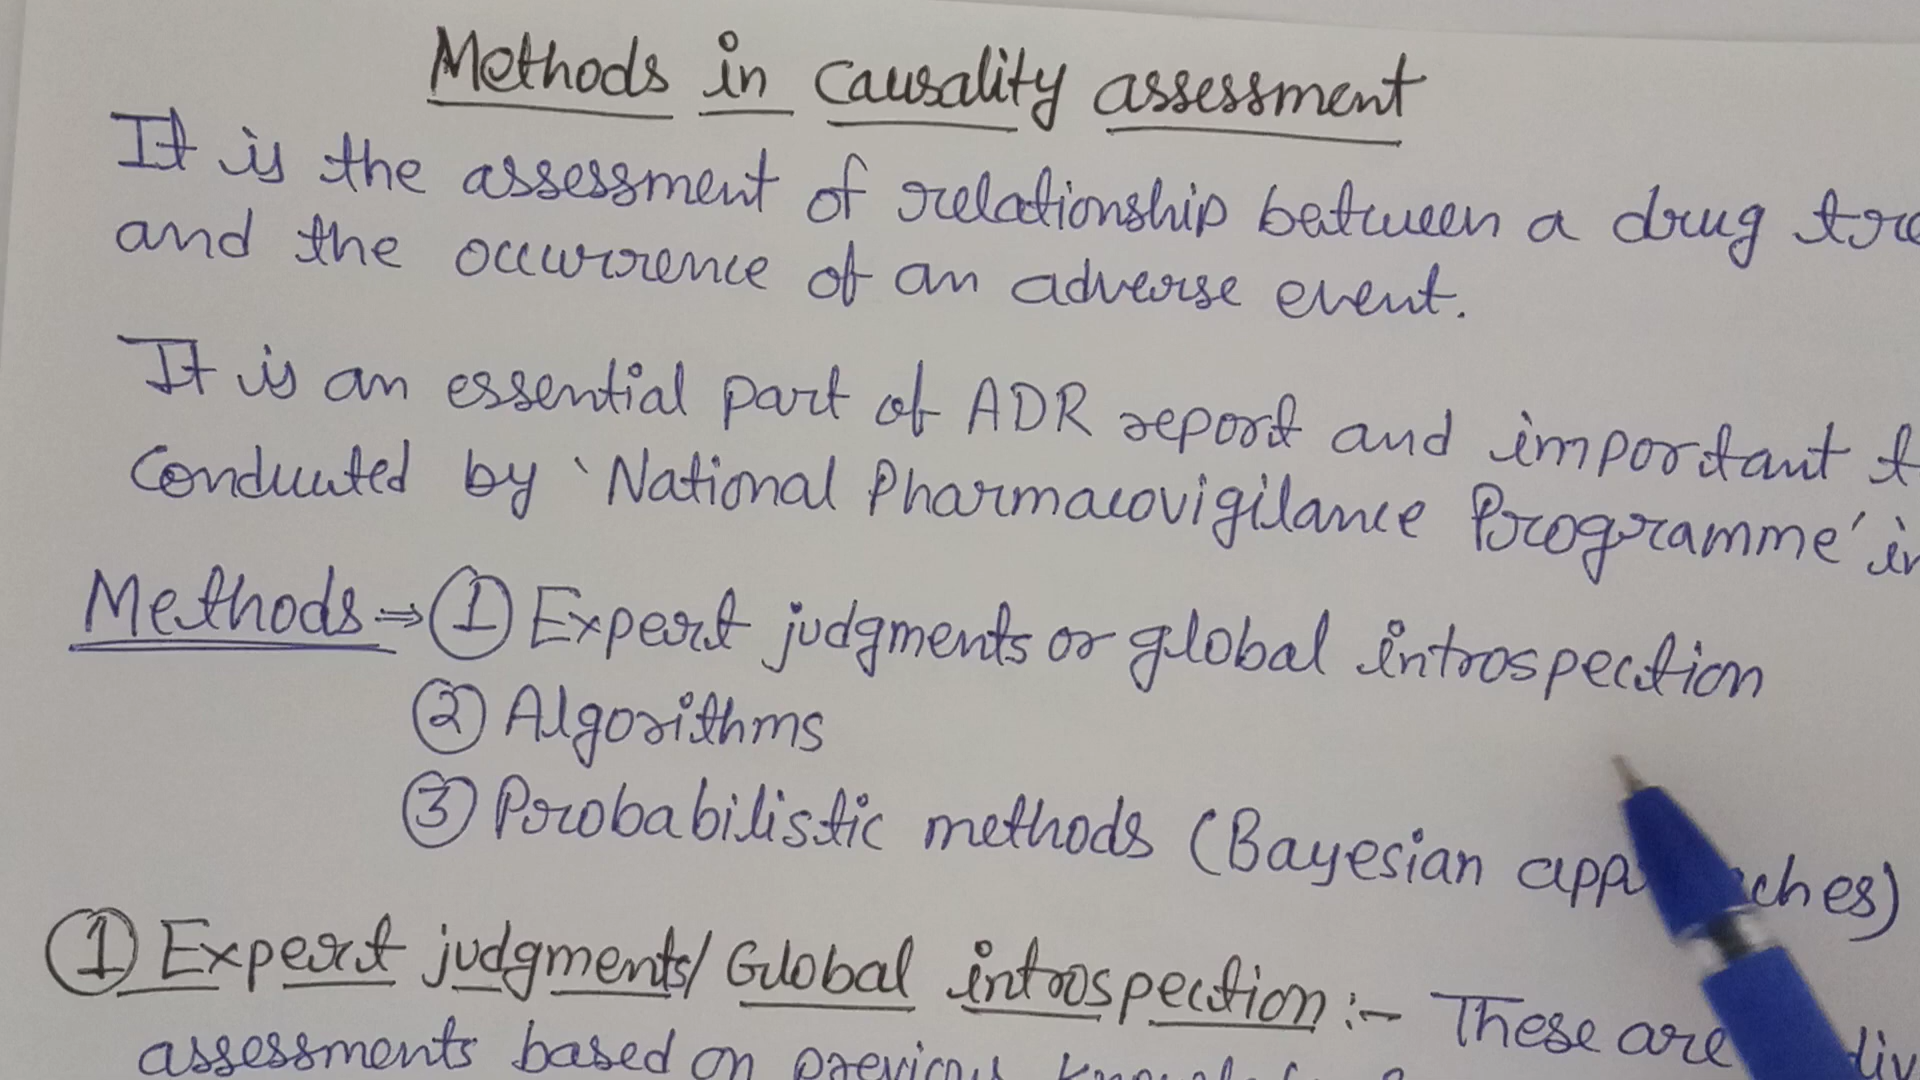 Methods in causality assessment
It is the assessment of relationship between a drug
and the occurrence of an adverse event.
It is an essential part of ADR report and important
Conducted by 'National Pharmacovigilance Programme'
Methods ⇒ ① Expert judgments or global introspection
② Algorithms
③ Probabilistic methods (Bayesian
① Expert judgments/ Global introspection :- These are
assessments based on previous